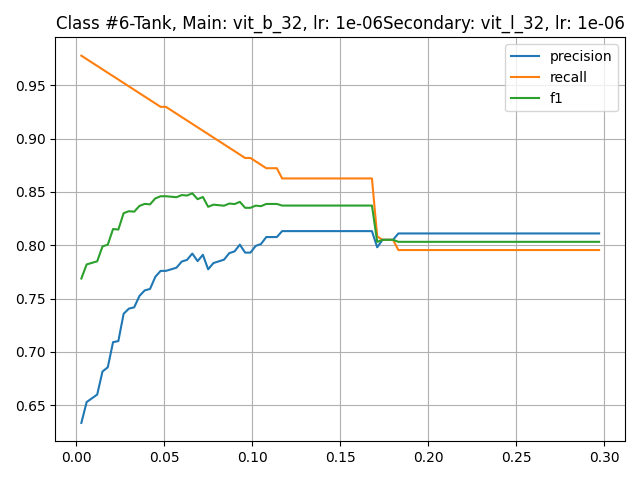 Class #6-Tank, Main: vit_b_32, lr: 1e-06Secondary: vit_l_32, lr: 1e-06
precision
recall
f1
0.95
0.90
0.85
0.80
0.75
0.70
0.65
0.00 0.05 0.10 0.15 0.20 0.25 0.30